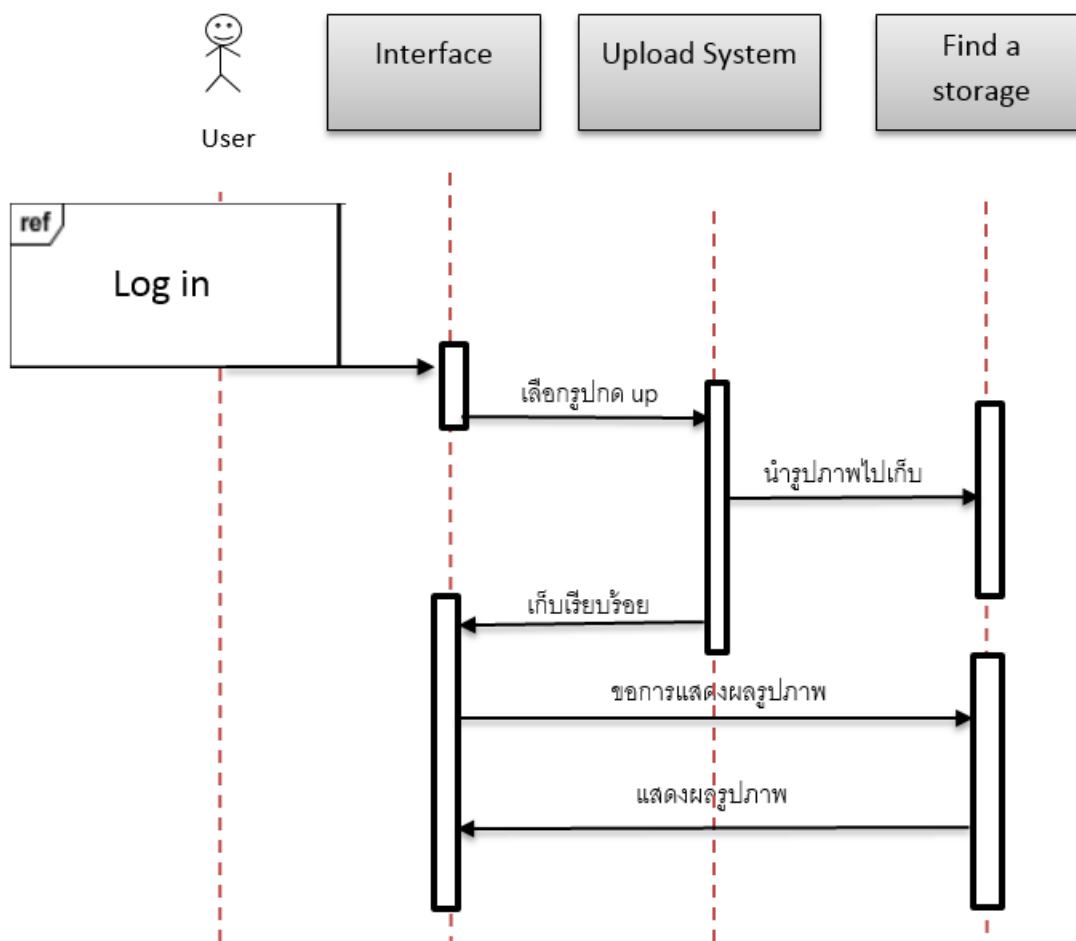 User
Interface
Upload System
Find a
storage
ref
Log in
เลือกรูปกด up
นำรูปภาพไปเก็บ
เก็บเรียบร้อย
ขอการแสดงผลรูปภาพ
แสดงผลรูปภาพ